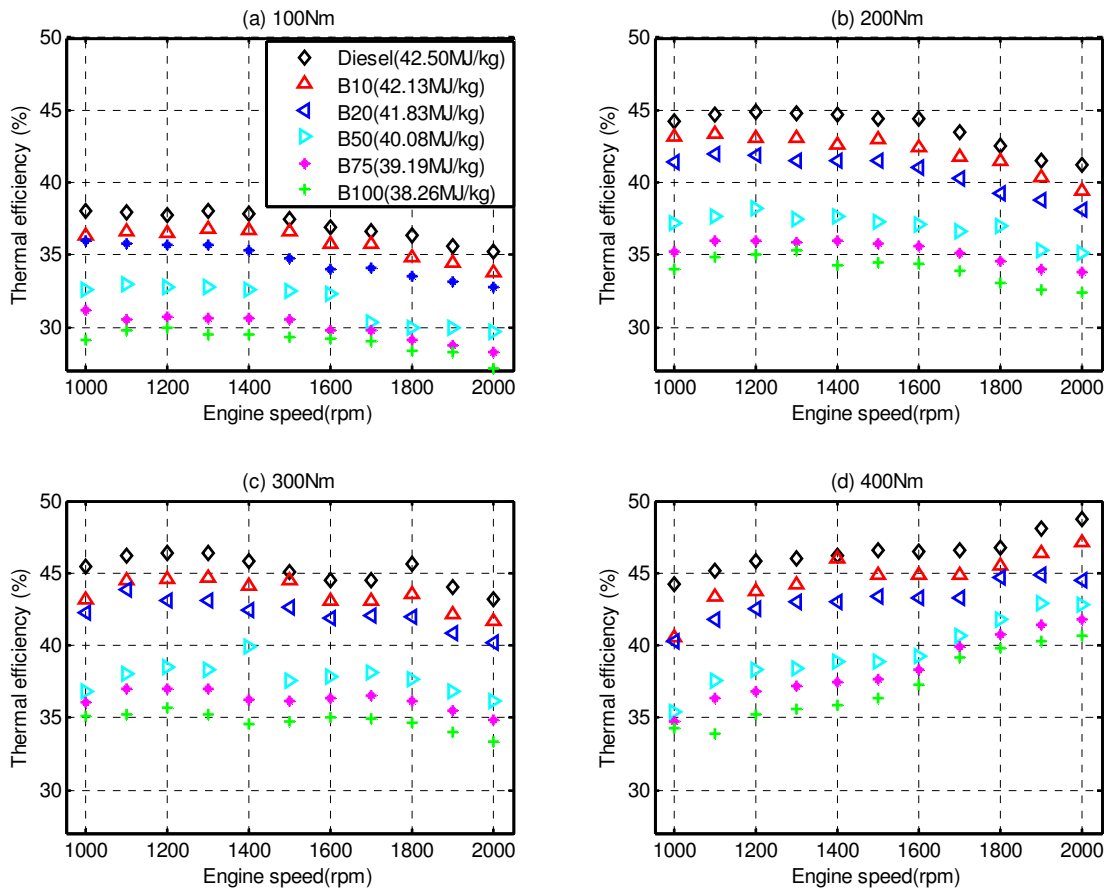 (a) 100Nm
50
45
40
35
30
Thermal efficiency (%)
1000 1200 1400 1600 1800 2000
Engine speed(rpm)
Diesel(42.50MJ/kg)
B10(42.13MJ/kg)
B20(41.83MJ/kg)
B50(40.08MJ/kg)
B75(39.19MJ/kg)
B100(38.26MJ/kg)
(b) 200Nm
50
45
40
35
30
Thermal efficiency (%)
1000 1200 1400 1600 1800 2000
Engine speed(rpm)
(c) 300Nm
50
45
40
35
30
Thermal efficiency (%)
1000 1200 1400 1600 1800 2000
Engine speed(rpm)
(d) 400Nm
50
45
40
35
30
Thermal efficiency (%)
1000 1200 1400 1600 1800 2000
Engine speed(rpm)